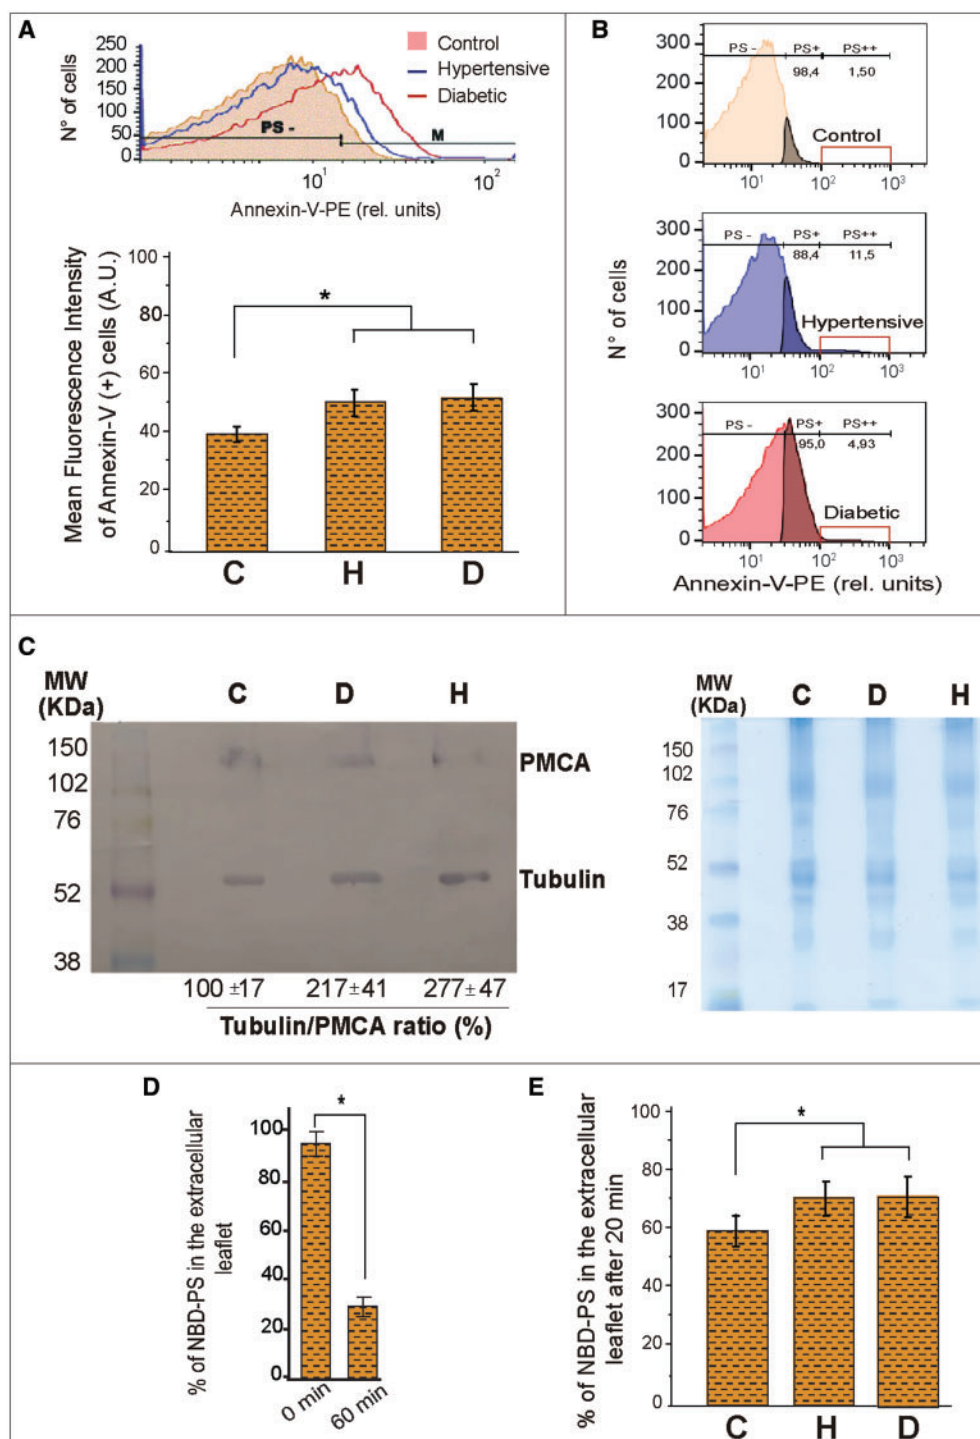 A
250
200
150
100
50
0
N° of cells
Control
Hypertensive
Diabetic
PS -
M
10¹
10²
Annexin-V-PE (rel. units)
Mean Fluorescence Intensity
of Annexin-V (+) cells (A.U.)
100
80
60
40
20
0
*
C H D
B
N° of cells
300
200
100
0
PS - PS+ PS++
98,4 1,50
Control
10¹ 10² 10³
300
200
100
0
PS - PS+ PS++
88,4 11,5
Hypertensive
10¹ 10² 10³
300
200
100
0
PS - PS+ PS++
95,0 4,93
Diabetic
10¹ 10² 10³
Annexin-V-PE (rel. units)
C
MW
(KDa)
C D H
150
102
76
52
38
PMCA
Tubulin
100 ±17 217±41 277±47
Tubulin/PMCA ratio (%)
MW
(KDa)
C D H
150
102
76
52
38
17
D
% of NBD-PS in the extracellular
leaflet
100
80
60
40
20
0
*
0 min
60 min
E
% of NBD-PS in the extracellular
leaflet after 20 min
100
80
60
40
20
0
*
C H D